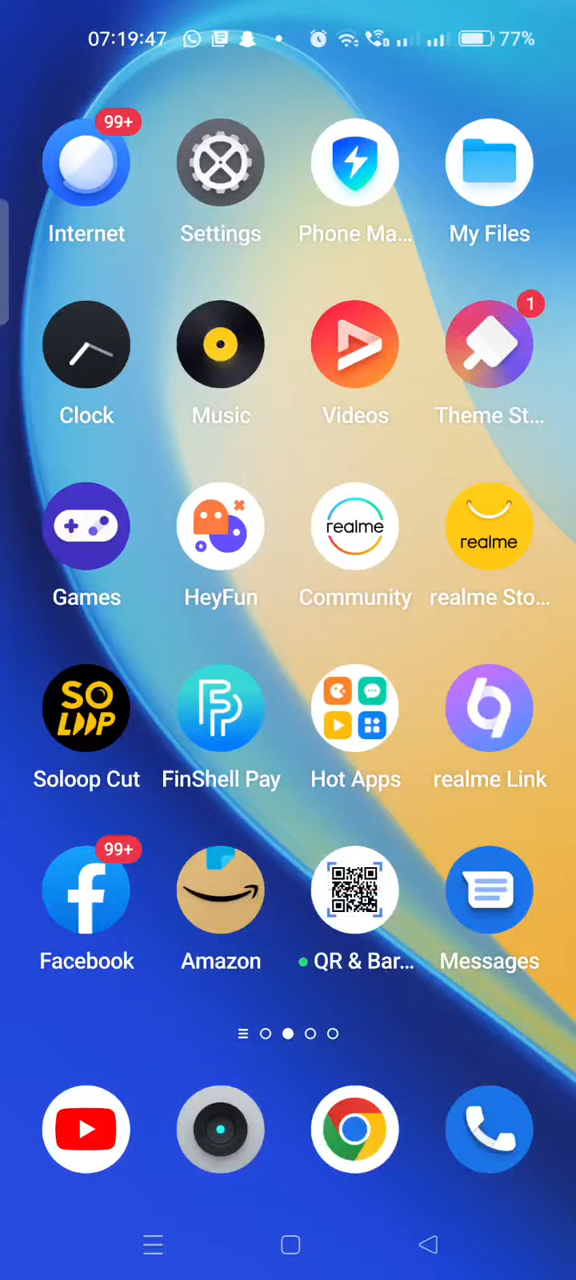 07:19:47 77%
99+
Internet Settings Phone Ma... My Files
1
Clock Music Videos Theme St...
realme realme
Games HeyFun Community realme Sto...
SO
LOOP
Soloop Cut FinShell Pay Hot Apps realme Link
99+
Facebook Amazon QR & Bar... Messages